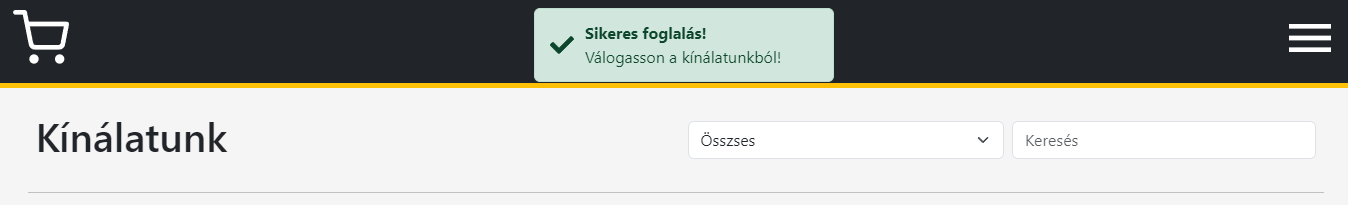 Sikeres foglalás!
Válogasson a kínálatunkból!
Kínálatunk
Összses
Keresés